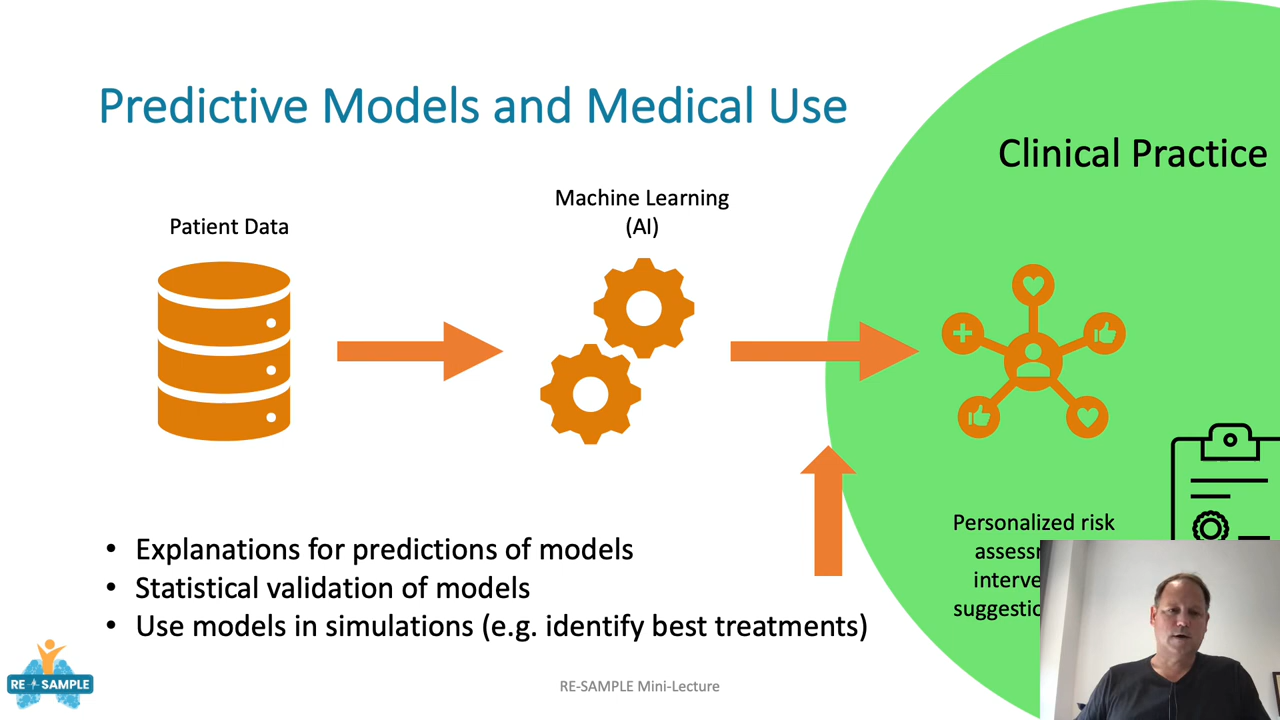 Predictive Models and Medical Use
Clinical Practice
Machine Learning
(AI)
Patient Data
Personalized risk
• Explanations for predictions of models
• Statistical validation of models
• Use models in simulations (e.g. identify best treatments)
RE-SAMPLE
RE-SAMPLE Mini-Lecture